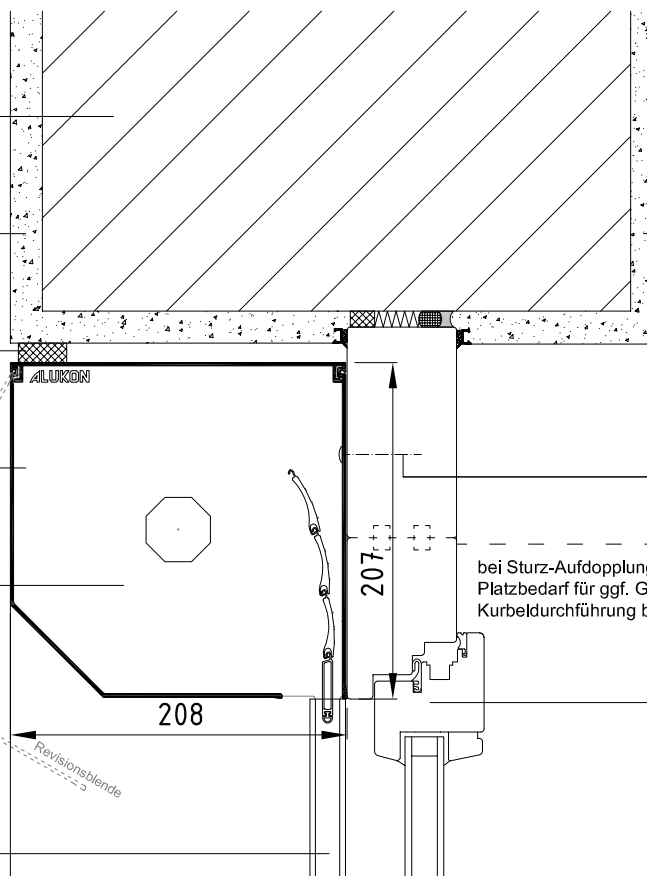 ALUKON
207
bei Sturz-Aufdopplung
Platzbedarf für ggf. G
Kurbeldurchführung b
208
Revisionsblende